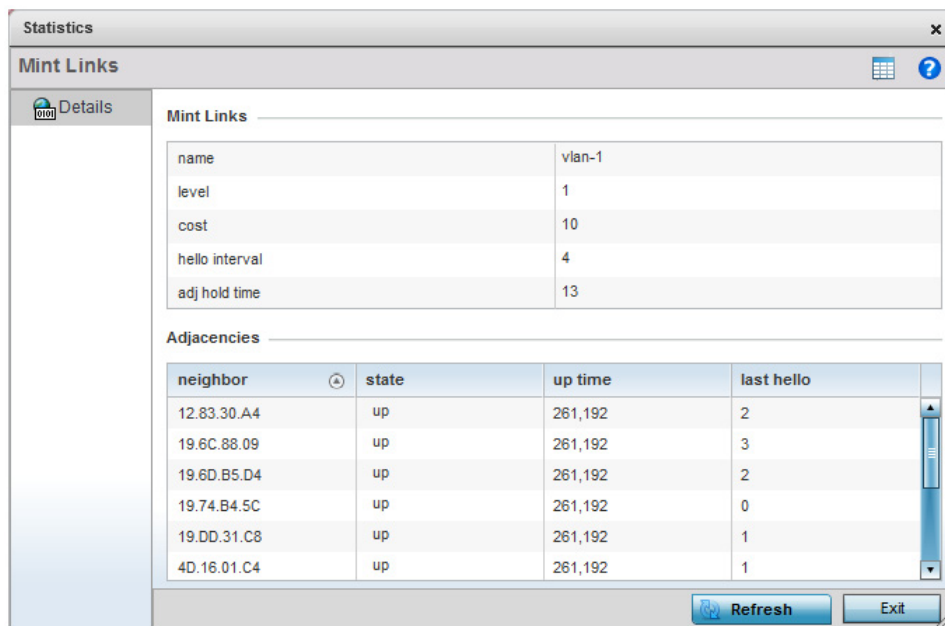 Statistics
Mint Links
0101 Details
Mint Links
name vlan-1
level 1
cost 10
hello interval 4
adj hold time 13
Adjacencies
neighbor state up time last hello
12.83.30.A4 up 261,192 2
19.6C.88.09 up 261,192 3
19.6D.B5.D4 up 261,192 2
19.74.B4.5C up 261,192 0
19.DD.31.C8 up 261,192 1
4D.16.01.C4 up 261,192 1
Refresh Exit